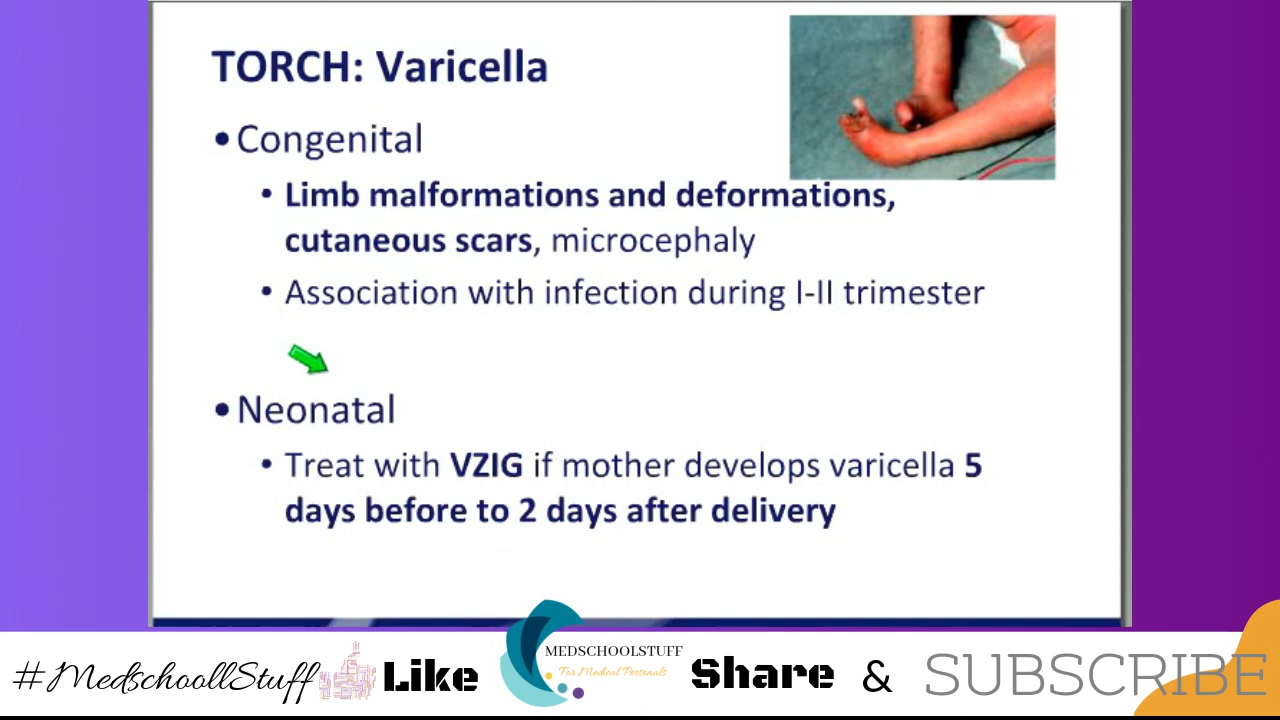 TORCH: Varicella
• Congenital
• Limb malformations and deformations,
cutaneous scars, microcephaly
• Association with infection during I-II trimester
• Neonatal
• Treat with VZIG if mother develops varicella 5
days before to 2 days after delivery
#MedschoollStuff Like MEDSCHOOLSTUFF Share & SUBSCRIBE
For Medical Personals